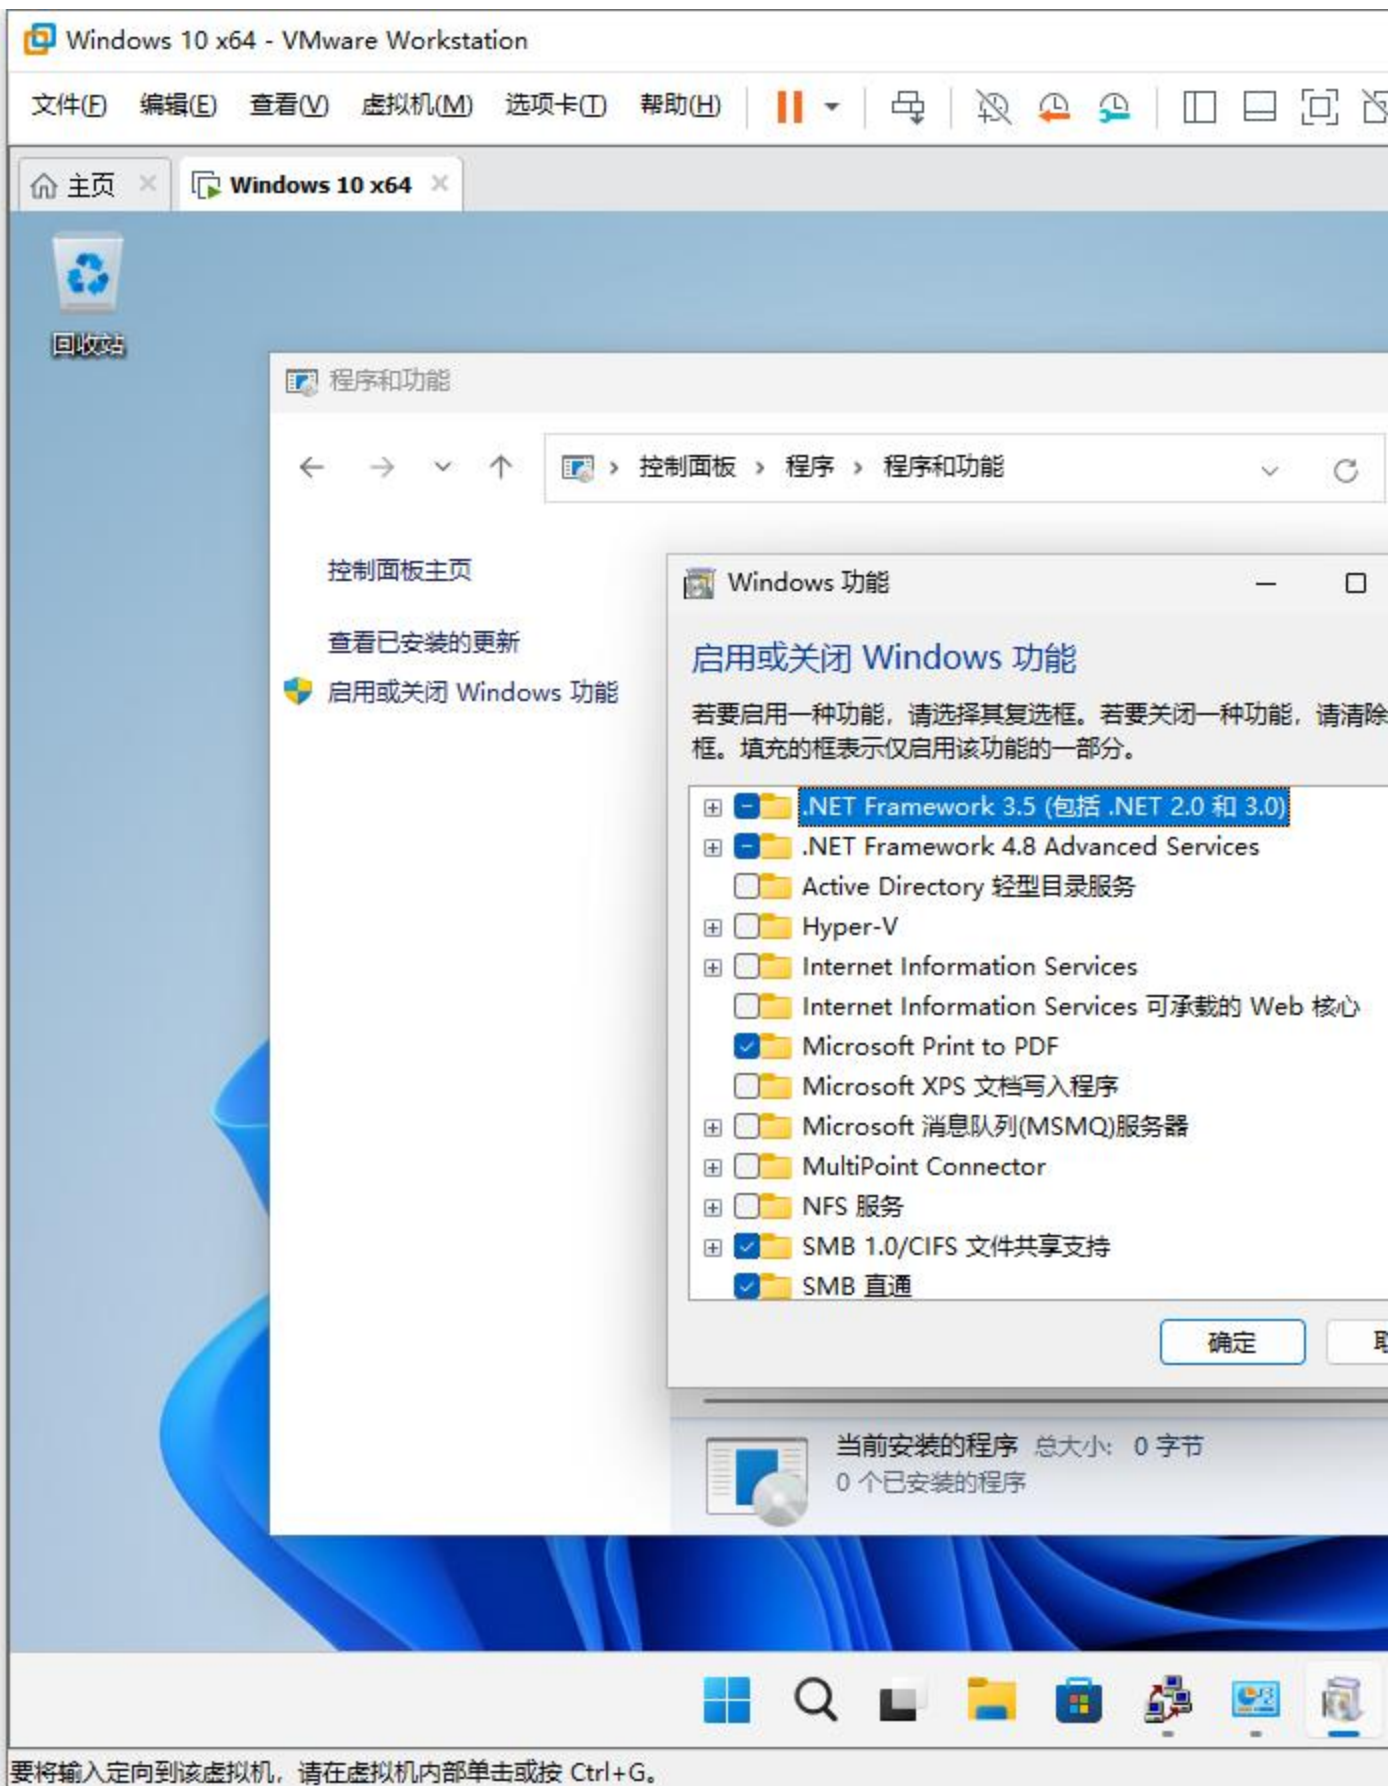 Windows 10 x64 - VMware Workstation
文件(F) 编辑(E) 查看(V) 虚拟机(M) 选项卡(T) 帮助(H)
主页 Windows 10 x64
回收站
程序和功能
控制面板 › 程序 › 程序和功能
控制面板主页
查看已安装的更新
启用或关闭 Windows 功能
Windows 功能
启用或关闭 Windows 功能
若要启用一种功能，请选择其复选框。若要关闭一种功能，请清除
框。填充的框表示仅启用该功能的一部分。
.NET Framework 3.5 (包括 .NET 2.0 和 3.0)
.NET Framework 4.8 Advanced Services
Active Directory 轻型目录服务
Hyper-V
Internet Information Services
Internet Information Services 可承载的 Web 核心
Microsoft Print to PDF
Microsoft XPS 文档写入程序
Microsoft 消息队列(MSMQ)服务器
MultiPoint Connector
NFS 服务
SMB 1.0/CIFS 文件共享支持
SMB 直通
确定
当前安装的程序 总大小: 0 字节
0 个已安装的程序
要将输入定向到该虚拟机，请在虚拟机内部单击或按 Ctrl+G。